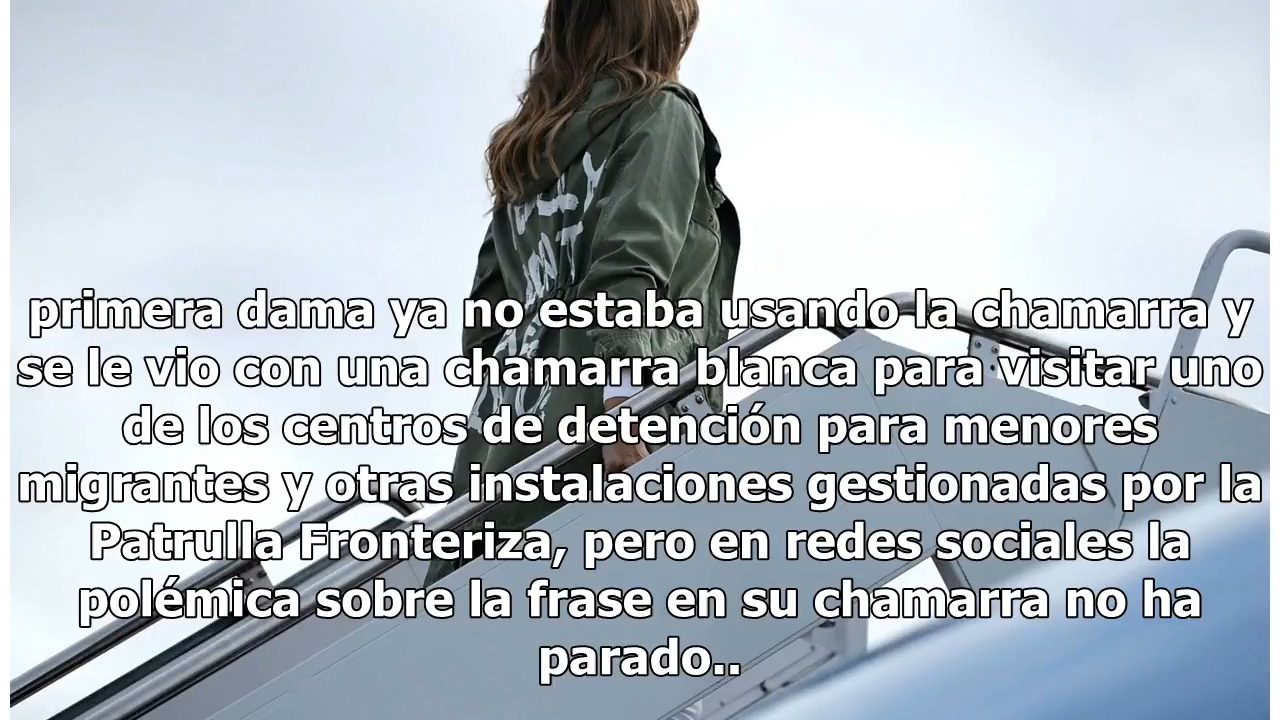 primera dama ya no estaba usando la chamarra y
se le vio con una chamarra blanca para visitar uno
de los centros de detención para menores
migrantes y otras instalaciones gestionadas por la
Patrulla Fronteriza, pero en redes sociales la
polémica sobre la frase en su chamarra no ha
parado..